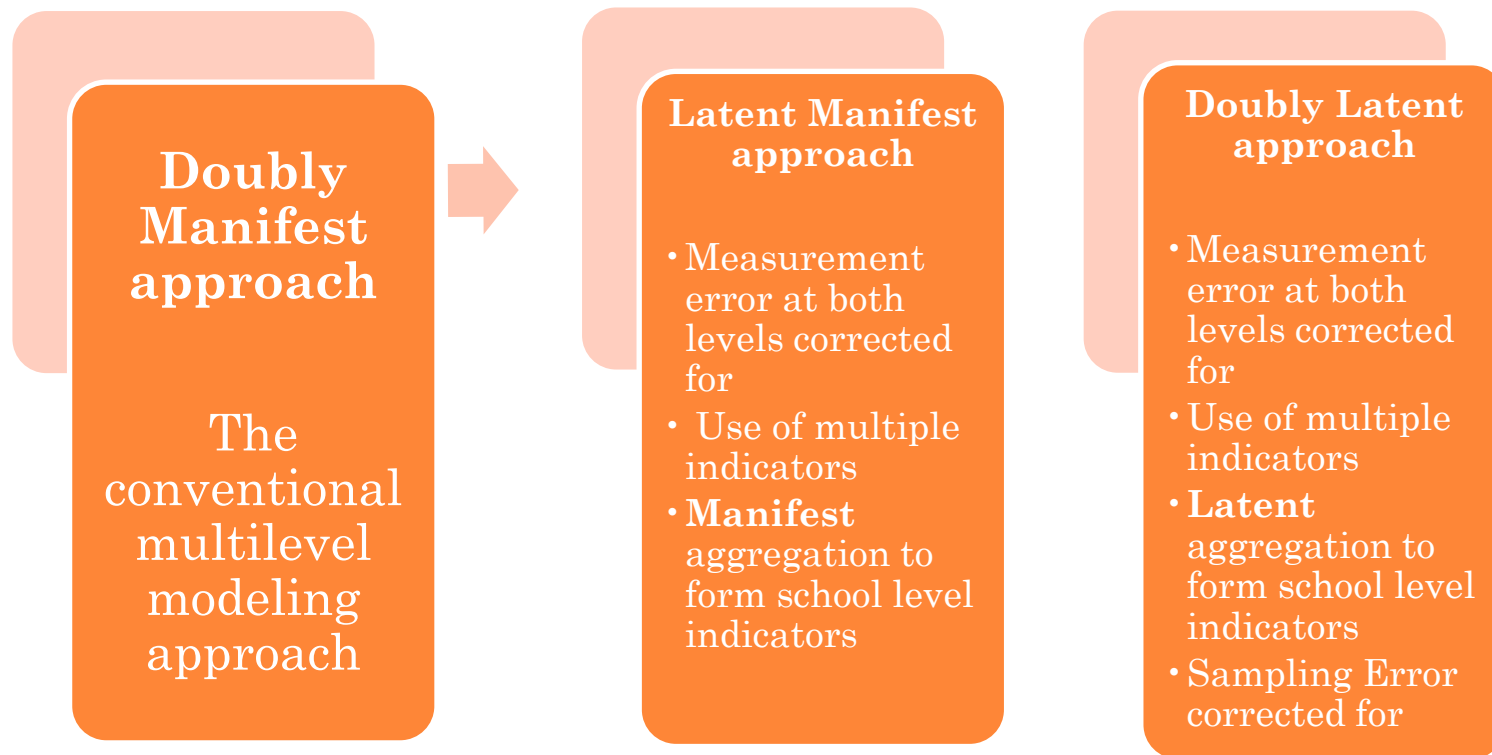 Doubly
Manifest
approach
The
conventional
multilevel
modeling
approach
Latent Manifest
approach
• Measurement
error at both
levels corrected
for
• Use of multiple
indicators
• Manifest
aggregation to
form school level
indicators
Doubly Latent
approach
• Measurement
error at both
levels corrected
for
• Use of multiple
indicators
• Latent
aggregation to
form school level
indicators
• Sampling Error
corrected for